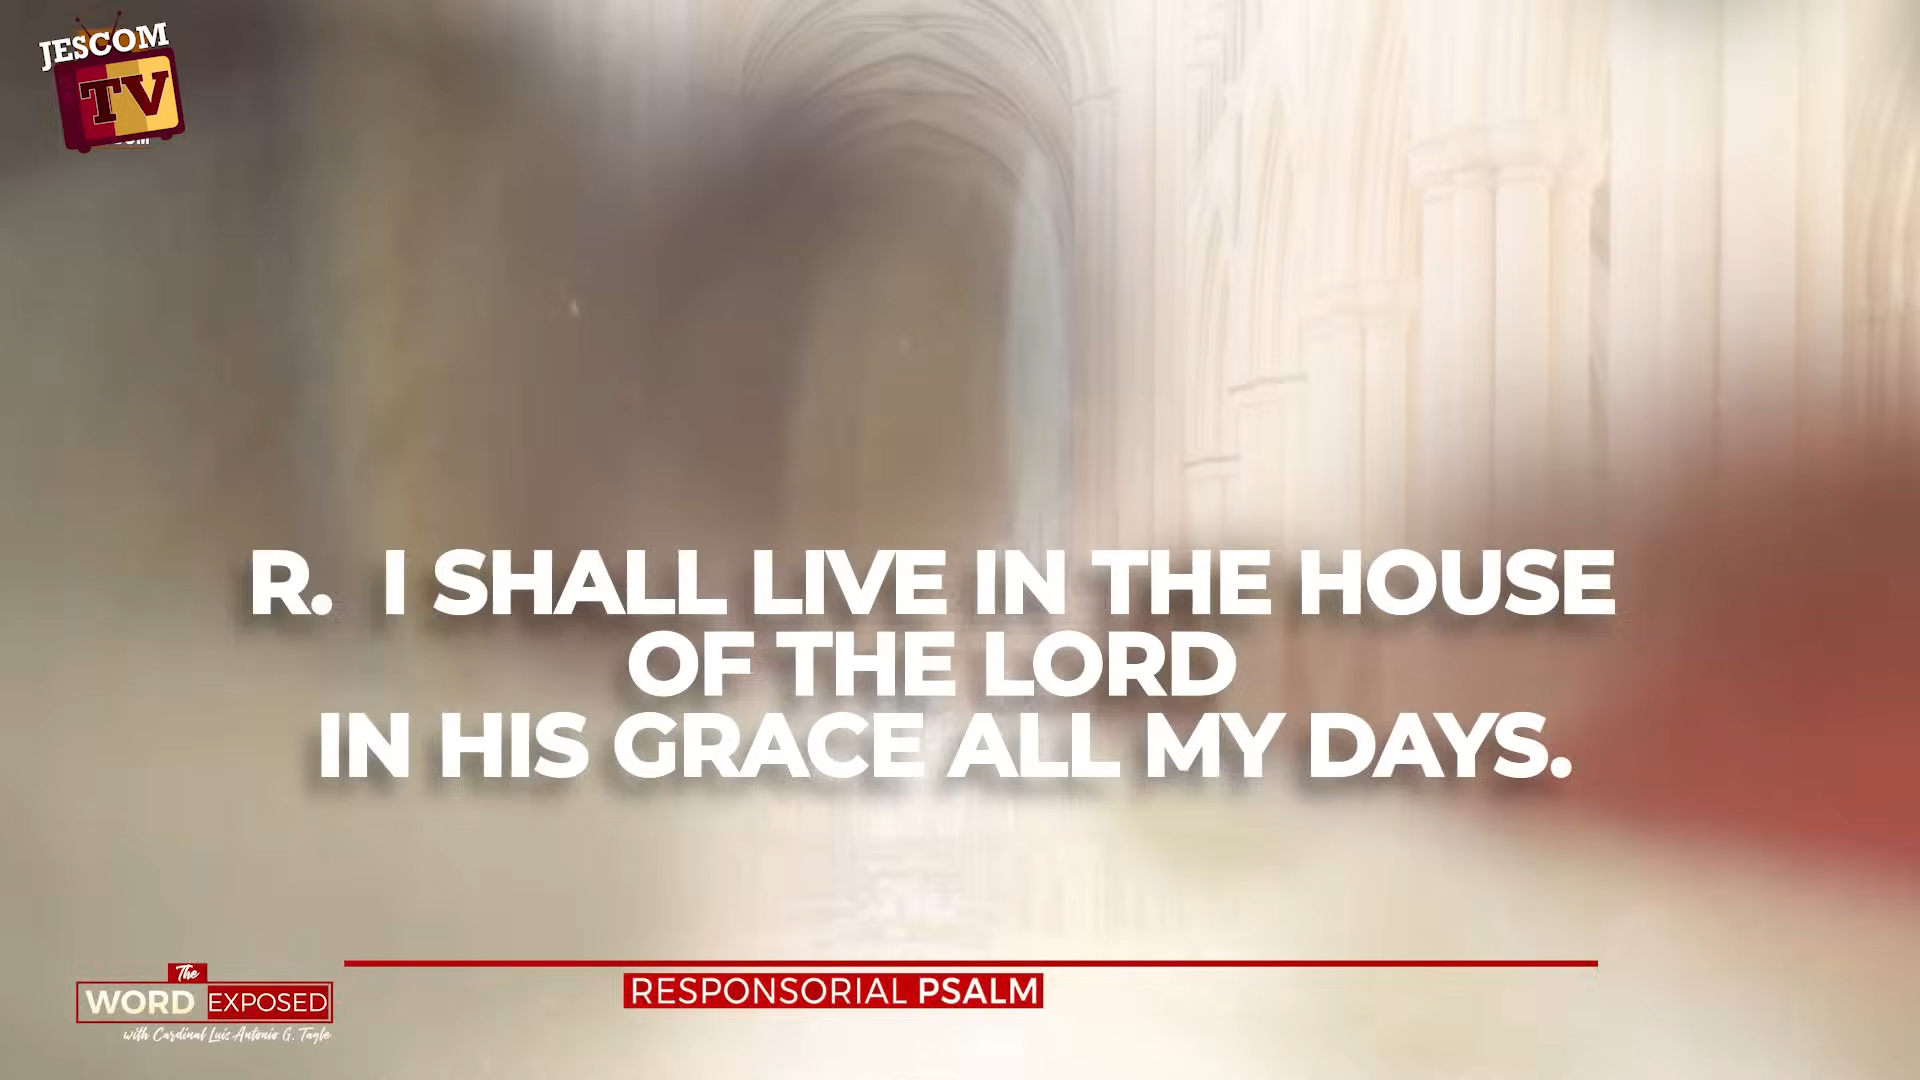 JESCOM
TV
R. I SHALL LIVE IN THE HOUSE
OF THE LORD
IN HIS GRACE ALL MY DAYS.
The
WORD EXPOSED
with Cardinal Luis Antonio G. Tagle
RESPONSORIAL PSALM